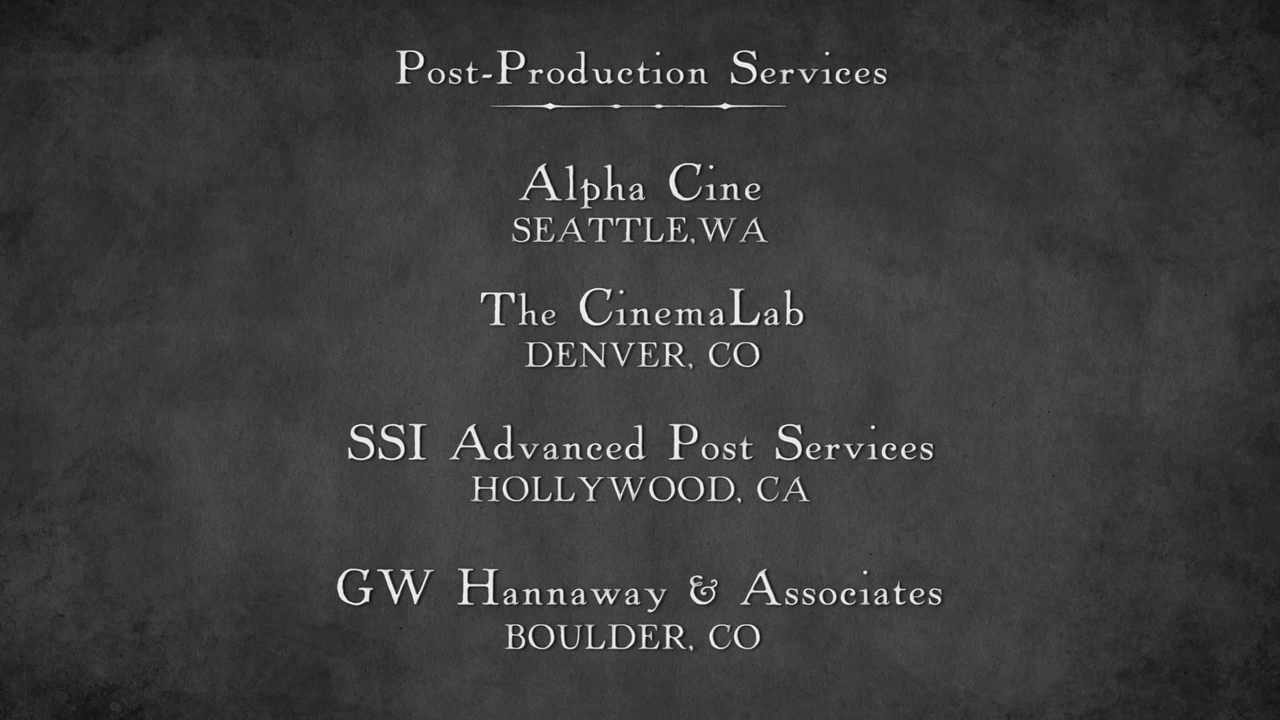 Post-Production Services
Alpha Cine
SEATTLE,WA
The CinemaLab
DENVER, CO
SSI Advanced Post Services
HOLLYWOOD, CA
GW Hannaway & Associates
BOULDER, CO